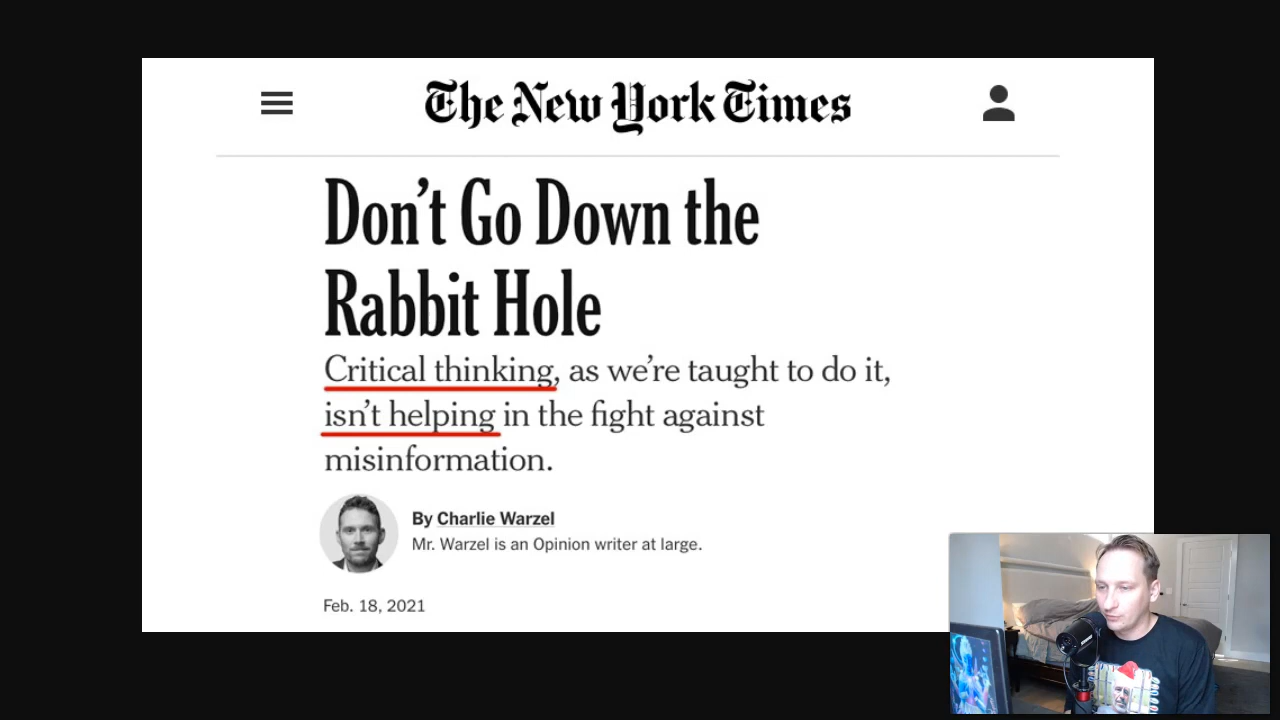 The New York Times
Don't Go Down the
Rabbit Hole
Critical thinking, as we're taught to do it,
isn't helping in the fight against
misinformation.
By Charlie Warzel
Mr. Warzel is an Opinion writer at large.
Feb. 18, 2021